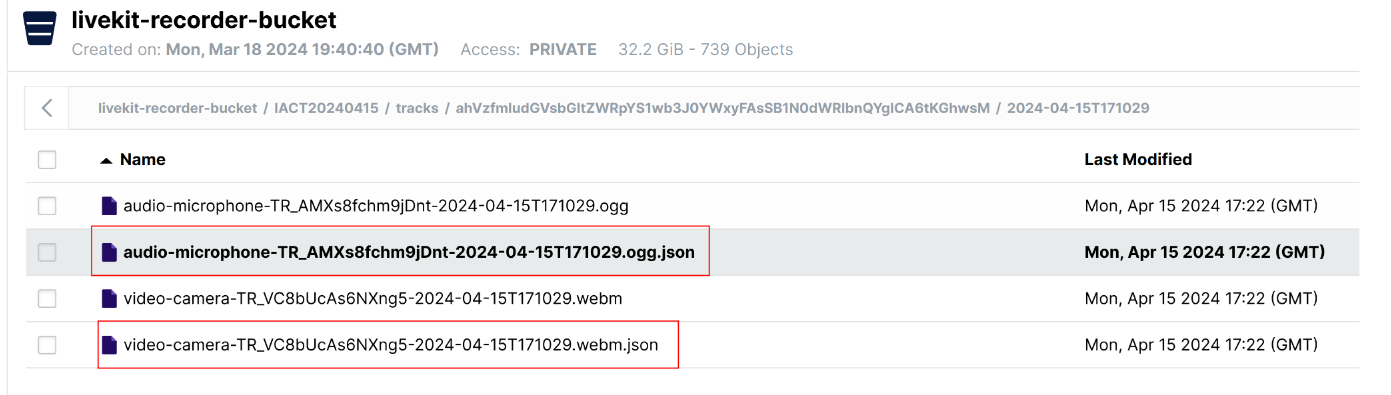 livekit-recorder-bucket
Created on: Mon, Mar 18 2024 19:40:40 (GMT) Access: PRIVATE 32.2 GiB - 739 Objects
livekit-recorder-bucket / IACT20240415 / tracks / ahVzfmludGVsbGltZWRpYS1wb3J0YWxyFAsSB1N0dWRlbnQYgICA6tKGhwsM / 2024-04-15T171029
Name Last Modified
audio-microphone-TR_AMXs8fchm9jDnt-2024-04-15T171029.ogg Mon, Apr 15 2024 17:22 (GMT)
audio-microphone-TR_AMXs8fchm9jDnt-2024-04-15T171029.ogg.json Mon, Apr 15 2024 17:22 (GMT)
video-camera-TR_VC8bUcAs6NXng5-2024-04-15T171029.webm Mon, Apr 15 2024 17:22 (GMT)
video-camera-TR_VC8bUcAs6NXng5-2024-04-15T171029.webm.json Mon, Apr 15 2024 17:22 (GMT)